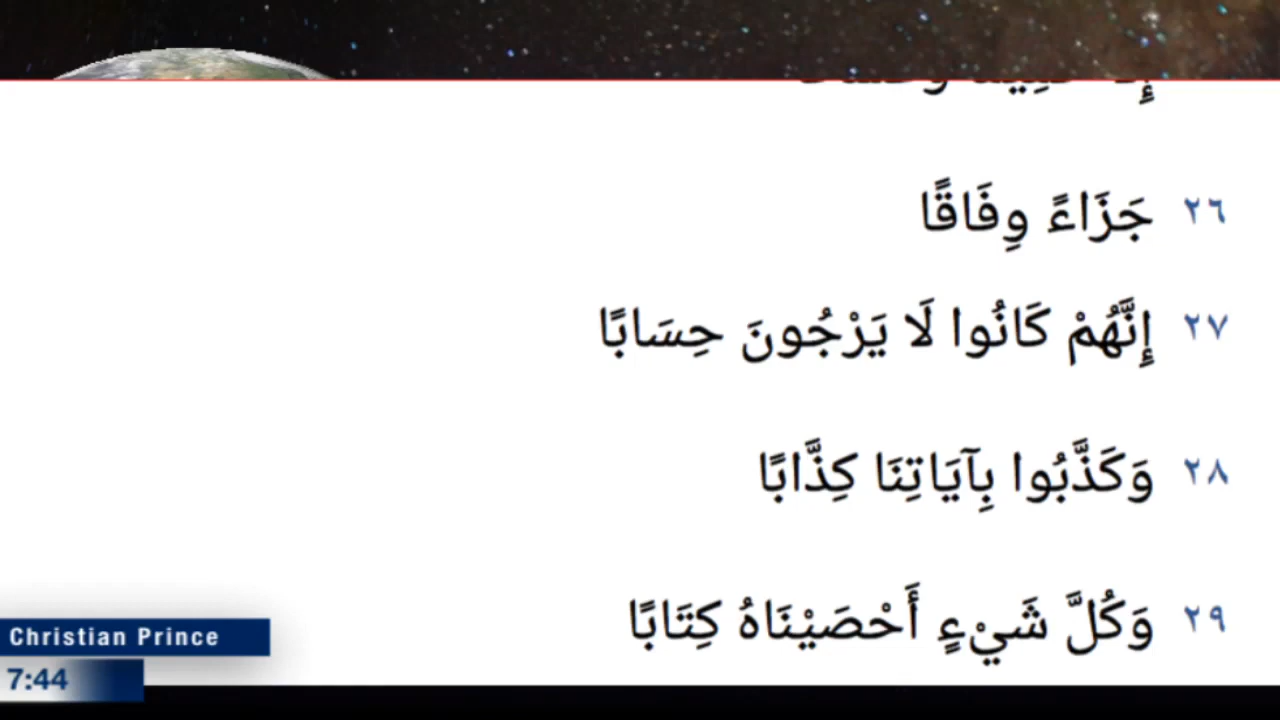 ٢٦ جَزَاءً وِفَاقًا
٢٧ إِنَّهُمْ كَانُوا لَا يَرْجُونَ حِسَابًا
٢٨ وَكَذَّبُوا بِآيَاتِنَا كِذَّابًا
٢٩ وَكُلَّ شَيْءٍ أَحْصَيْنَاهُ كِتَابًا
Christian Prince
7:44